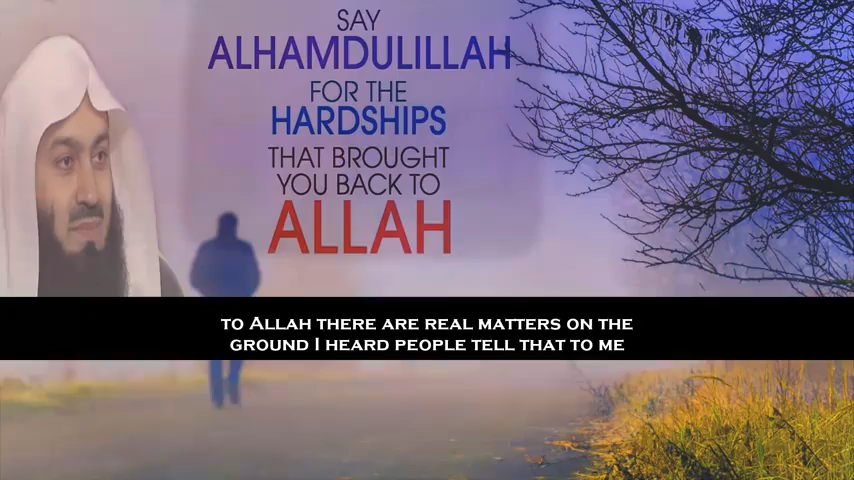 SAY
ALHAMDULILLAH
FOR THE
HARDSHIPS
THAT BROUGHT
YOU BACK TO
ALLAH
TO ALLAH THERE ARE REAL MATTERS ON THE
GROUND I HEARD PEOPLE TELL THAT TO ME